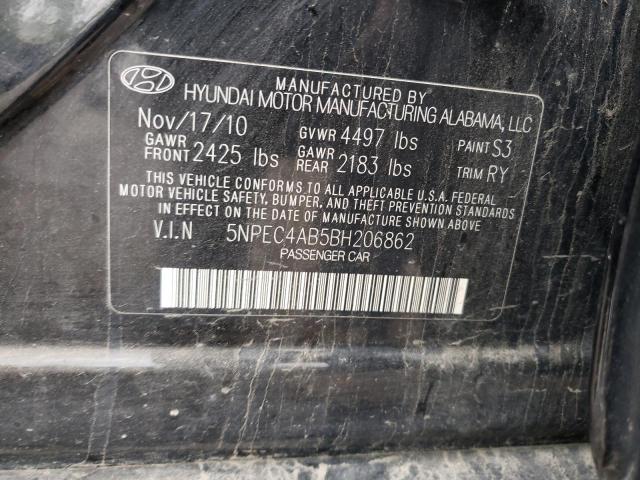 MANUFACTURED BY
HYUNDAI MOTOR MANUFACTURING ALABAMA, LLC
Nov/17/10 GVWR 4497 lbs PAINT S3
GAWR FRONT 2425 lbs GAWR REAR 2183 lbs TRIM RY
THIS VEHICLE CONFORMS TO ALL APPLICABLE U.S.A. FEDERAL
MOTOR VEHICLE SAFETY, BUMPER, AND THEFT PREVENTION STANDARDS
IN EFFECT ON THE DATE OF MANUFACTURE SHOWN ABOVE
V.I.N 5NPEC4AB5BH206862
PASSENGER CAR